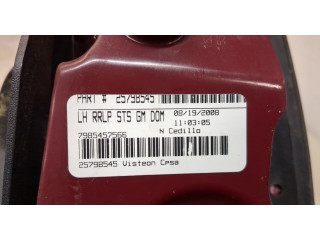 PART # 25798545
LH RRLP STS GM DOM 08/19/2008
11:03:05
7985457566 N Cedillo
25798545 Visteon Cpsa